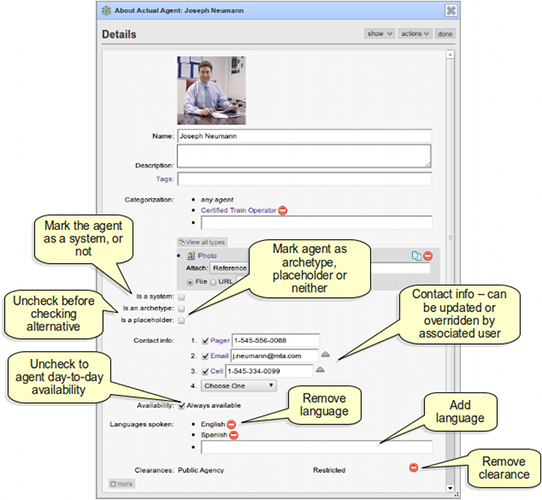 About Actual Agent: Joseph Neumann
Details
show
actions
done
Name:
Joseph Neumann
Description:
Tags:
Categorization:
any agent
Certified Train Operator
View all types
Photo
Attach:
Reference
File
URL
Mark the agent
as a system, or
not
Mark agent as
archetype,
placeholder or
neither
Is a system:
Is an archetype:
Is a placeholder:
Uncheck before
checking
alternative
Contact info – can
be updated or
overridden by
associated user
Contact info:
1.
Pager
1-545-556-0088
2.
Email
j.neumann@mta.com
3.
Cell
1-545-334-0099
4.
Choose One
Uncheck to
agent day-to-day
availability
Availability:
Always available
Remove
language
Add
language
Languages spoken:
English
Spanish
Remove
clearance
Clearances:
Public Agency
Restricted
more